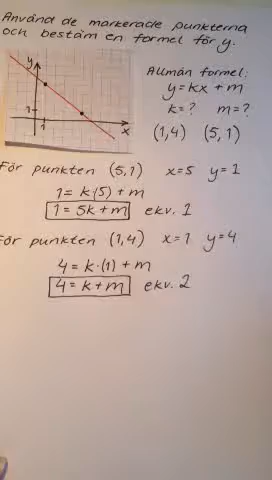 Använd de markerade punkterna
och bestäm en formel för y.
y
1
1
x
Allmän formel:
y = kx + m
k = ? m = ?
(1,4) (5,1)
För punkten (5,1) x=5 y=1
1 = k·(5) + m
1 = 5k + m ekv. 1
För punkten (1,4) x=1 y=4
4 = k·(1) + m
4 = k + m ekv. 2